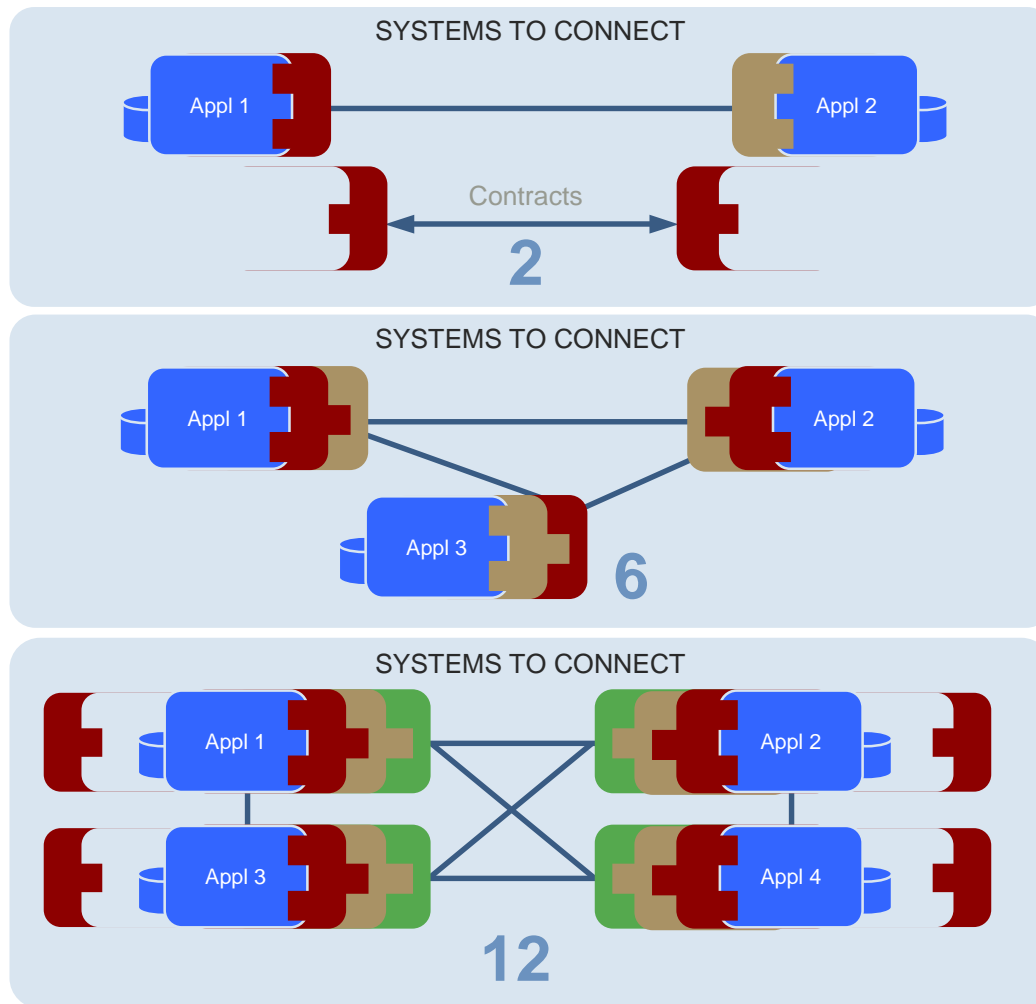 SYSTEMS TO CONNECT
Appl 1
Appl 2
Contracts
2
SYSTEMS TO CONNECT
Appl 1
Appl 2
Appl 3
6
SYSTEMS TO CONNECT
Appl 1
Appl 2
Appl 3
Appl 4
12